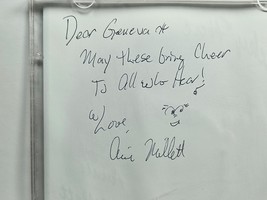 Dear Geneva &
May these bring Cheer
To All who Hear!
w/
Love,